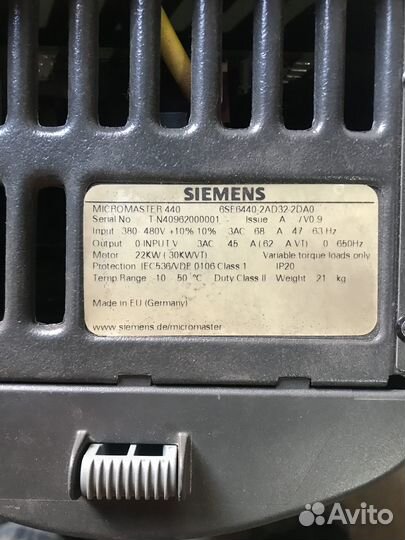 SIEMENS
MICROMASTER 440 6SE6440-2AD32-2DA0
Serial No T N40962000001 Issue A / V0.9
Input 380 480V +10% 10% 3AC 68 A 47 63 Hz
Output 0-INPUT V 3AC 45 A ( 62 A VT) 0 650Hz
Motor 22KW ( 30KWVT) Variable torque loads only
Protection IEC536/VDE 0106 Class 1 IP20
Temp Range -10 50 °C Duty Class II Weight 21 kg
Made in EU (Germany)
www.siemens.de/micromaster
Avito